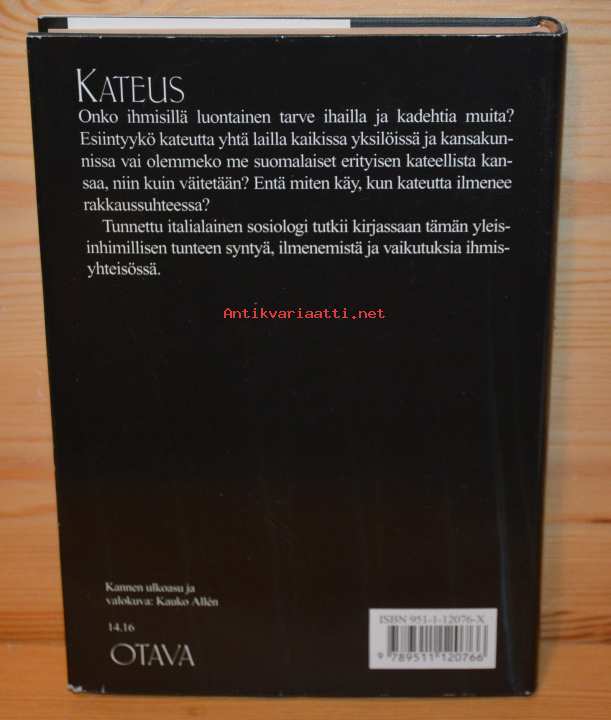 KATEUS
Onko ihmisillä luontainen tarve ihailla ja kadehtia muita?
Esiintyykö kateutta yhtä lailla kaikissa yksilöissä ja kansakun-
nissa vai olemmeko me suomalaiset erityisen kateellista kan-
saa, niin kuin väitetään? Entä miten käy, kun kateutta ilmenee
rakkaussuhteessa?
Tunnettu italialainen sosiologi tutkii kirjassaan tämän yleis-
inhimillisen tunteen syntyä, ilmenemistä ja vaikutuksia ihmis-
yhteisössä.
Antikvariaatti.net
Kannen ulkoasu ja
valokuva: Kauko Allén
14.16
OTAVA
ISBN 951-1-12076-X
9 789511 120766